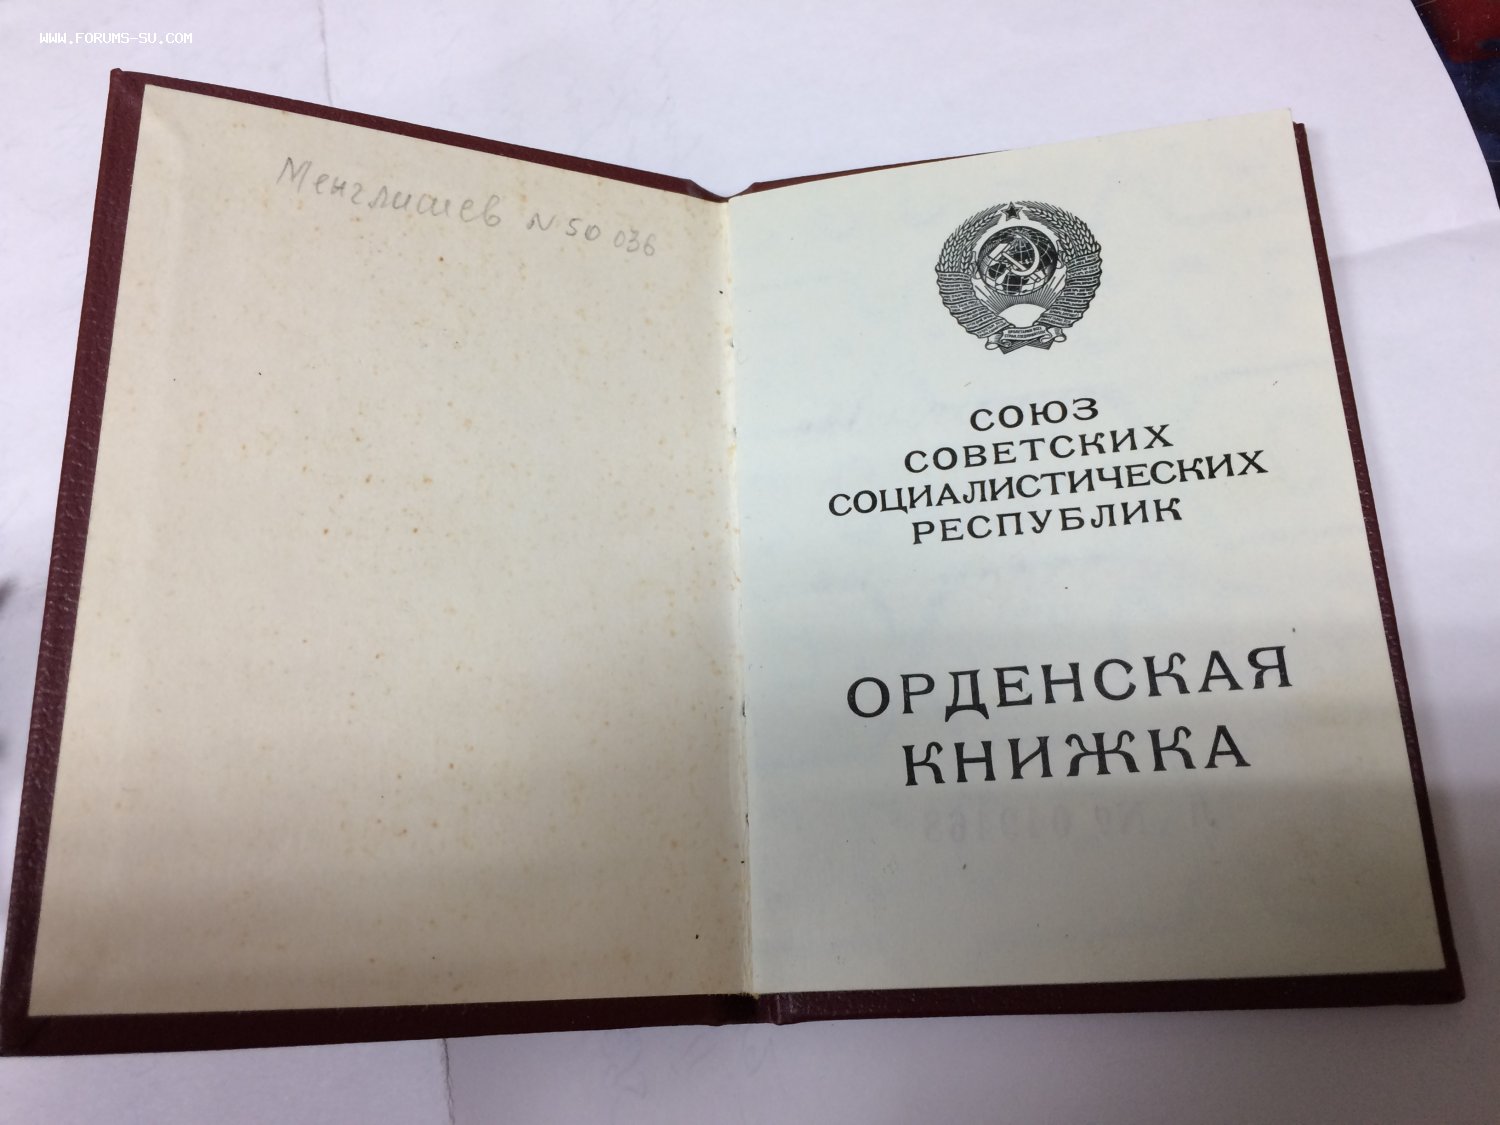 WWW.FORUMS-SU.COM
Менглишев N 50 036
СОЮЗ
СОВЕТСКИХ
СОЦИАЛИСТИЧЕСКИХ
РЕСПУБЛИК
ОРДЕНСКАЯ
КНИЖКА